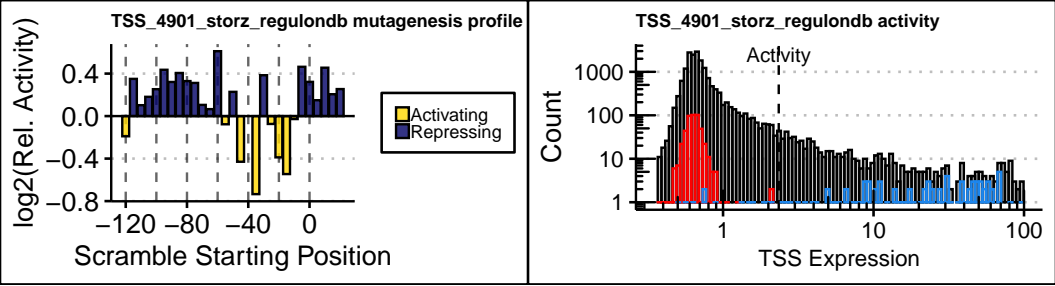 TSS_4901_storz_regulondb mutagenesis profile
log2(Rel. Activity)
0.4
0.0
−0.4
−0.8
−120 −80 −40 0
Scramble Starting Position
Activating
Repressing
TSS_4901_storz_regulondb activity
Activity
Count
1000
100
10
1
1 10 100
TSS Expression